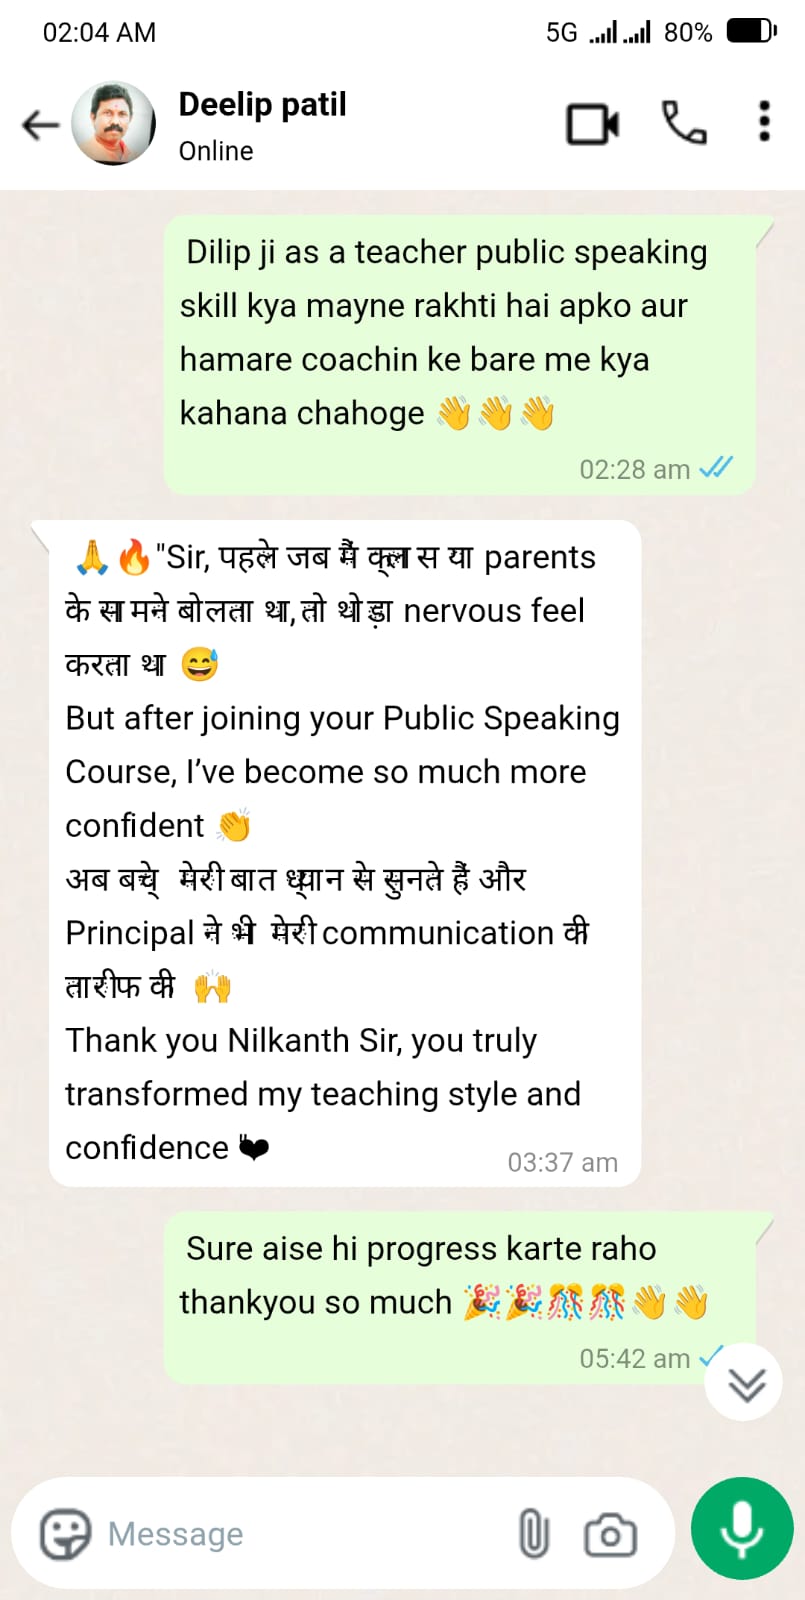 02:04 AM 5G 80%
Deelip patil
Online
Dilip ji as a teacher public speaking
skill kya mayne rakhti hai apko aur
hamare coachin ke bare me kya
kahana chahoge 👋👋👋
02:28 am
🙏🔥"Sir, पहले जब मैं क्लास या parents
के सामने बोलता था, तो थोड़ा nervous feel
करता था 😅
But after joining your Public Speaking
Course, I’ve become so much more
confident 👏
अब बच्चे मेरी बात ध्यान से सुनते हैं और
Principal ने भी मेरी communication की
तारीफ की 🙌
Thank you Nilkanth Sir, you truly
transformed my teaching style and
confidence ❤
03:37 am
Sure aise hi progress karte raho
thankyou so much 🎉🎉🎊🎊👋👋
05:42 am
Message